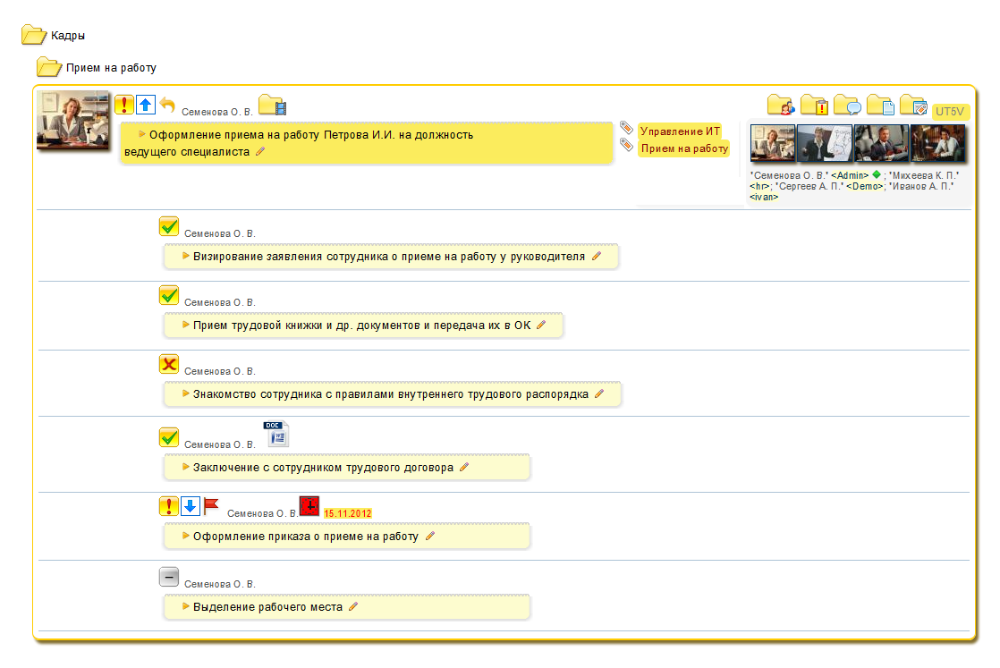 Кадры
Прием на работу
Семенова О. В.
UT5V
Оформление приема на работу Петрова И.И. на должность
ведущего специалиста
Управление ИТ
Прием на работу
"Семенова О. В." <Admin> ; "Михеева К. П."
<hr>; "Сергеев А. П." <Demo>; "Иванов А. П."
<ivan>
Семенова О. В.
Визирование заявления сотрудника о приеме на работу у руководителя
Семенова О. В.
Прием трудовой книжки и др. документов и передача их в ОК
Семенова О. В.
Знакомство сотрудника с правилами внутреннего трудового распорядка
Семенова О. В.
DOC
Заключение с сотрудником трудового договора
Семенова О. В.
15.11.2012
Оформление приказа о приеме на работу
Семенова О. В.
Выделение рабочего места